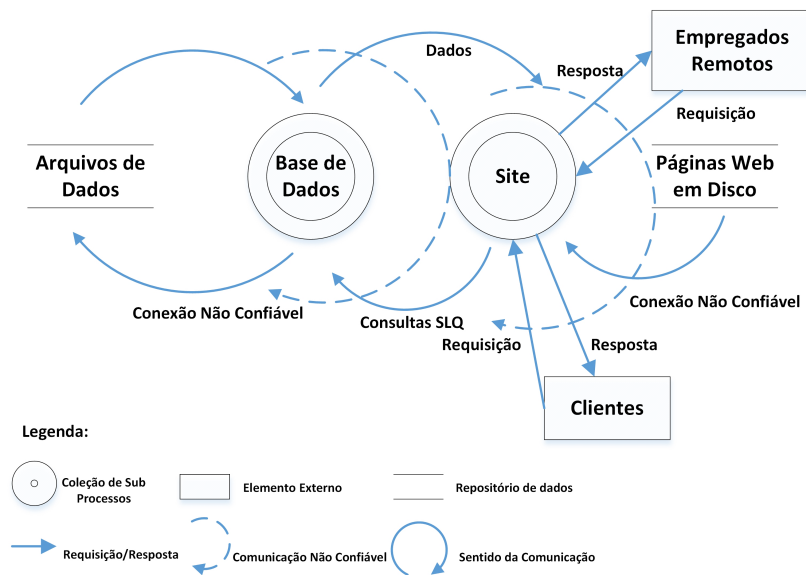 Dados
Empregados
Remotos
Resposta
Requisição
Arquivos de
Dados
Base de
Dados
Site
Páginas Web
em Disco
Conexão Não Confiável
Consultas SLQ
Conexão Não Confiável
Requisição
Resposta
Clientes
Legenda:
Coleção de Sub
Processos
Elemento Externo
Repositório de dados
Requisição/Resposta
Comunicação Não Confiável
Sentido da Comunicação